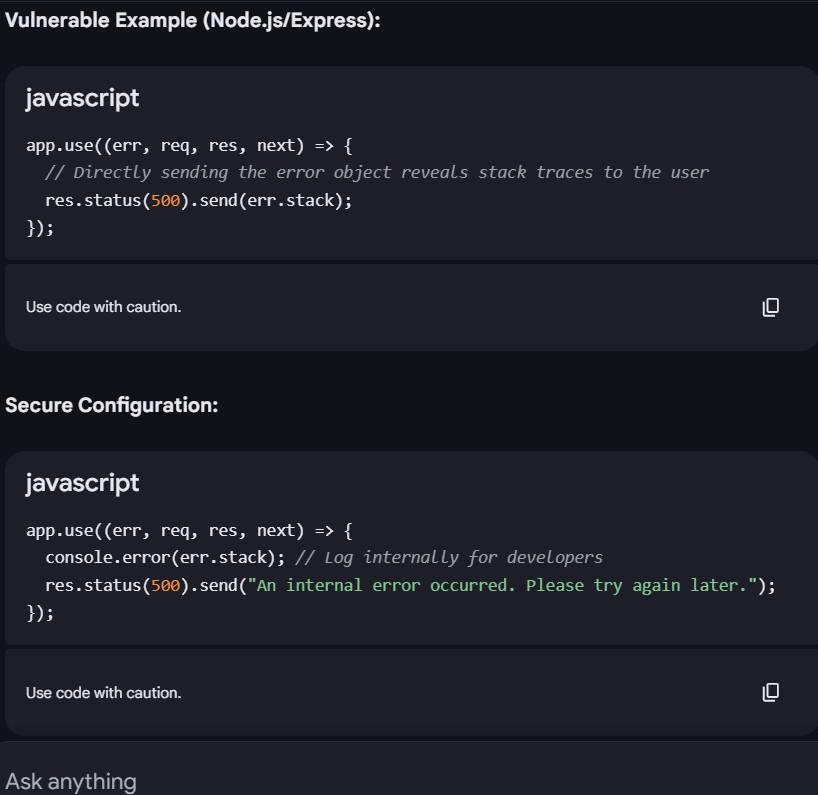 Vulnerable Example (Node.js/Express):
javascript
app.use((err, req, res, next) => {
  // Directly sending the error object reveals stack traces to the user
  res.status(500).send(err.stack);
});
Use code with caution.
Secure Configuration:
javascript
app.use((err, req, res, next) => {
  console.error(err.stack); // Log internally for developers
  res.status(500).send("An internal error occurred. Please try again later.");
});
Use code with caution.
Ask anything